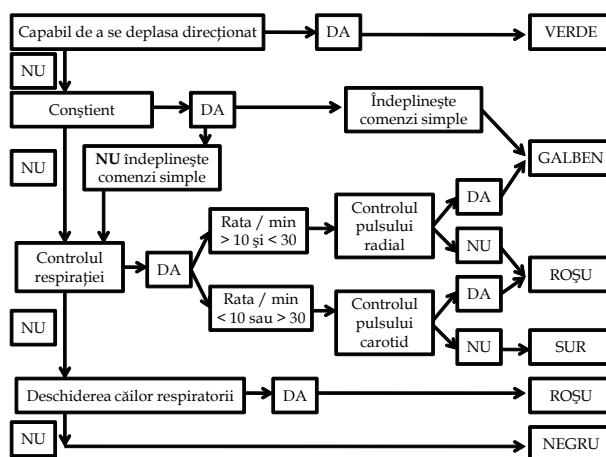 Capabil de a se deplasa direcționat
DA
VERDE
NU
Conştient
DA
Îndeplineşte
comenzi simple
NU
NU îndeplineşte
comenzi simple
GALBEN
Rata / min
> 10 şi < 30
Controlul
pulsului
radial
DA
NU
Controlul
respirației
DA
ROŞU
Rata / min
< 10 sau > 30
Controlul
pulsului
carotid
DA
NU
SUR
NU
Deschiderea căilor respiratorii
DA
ROŞU
NU
NEGRU